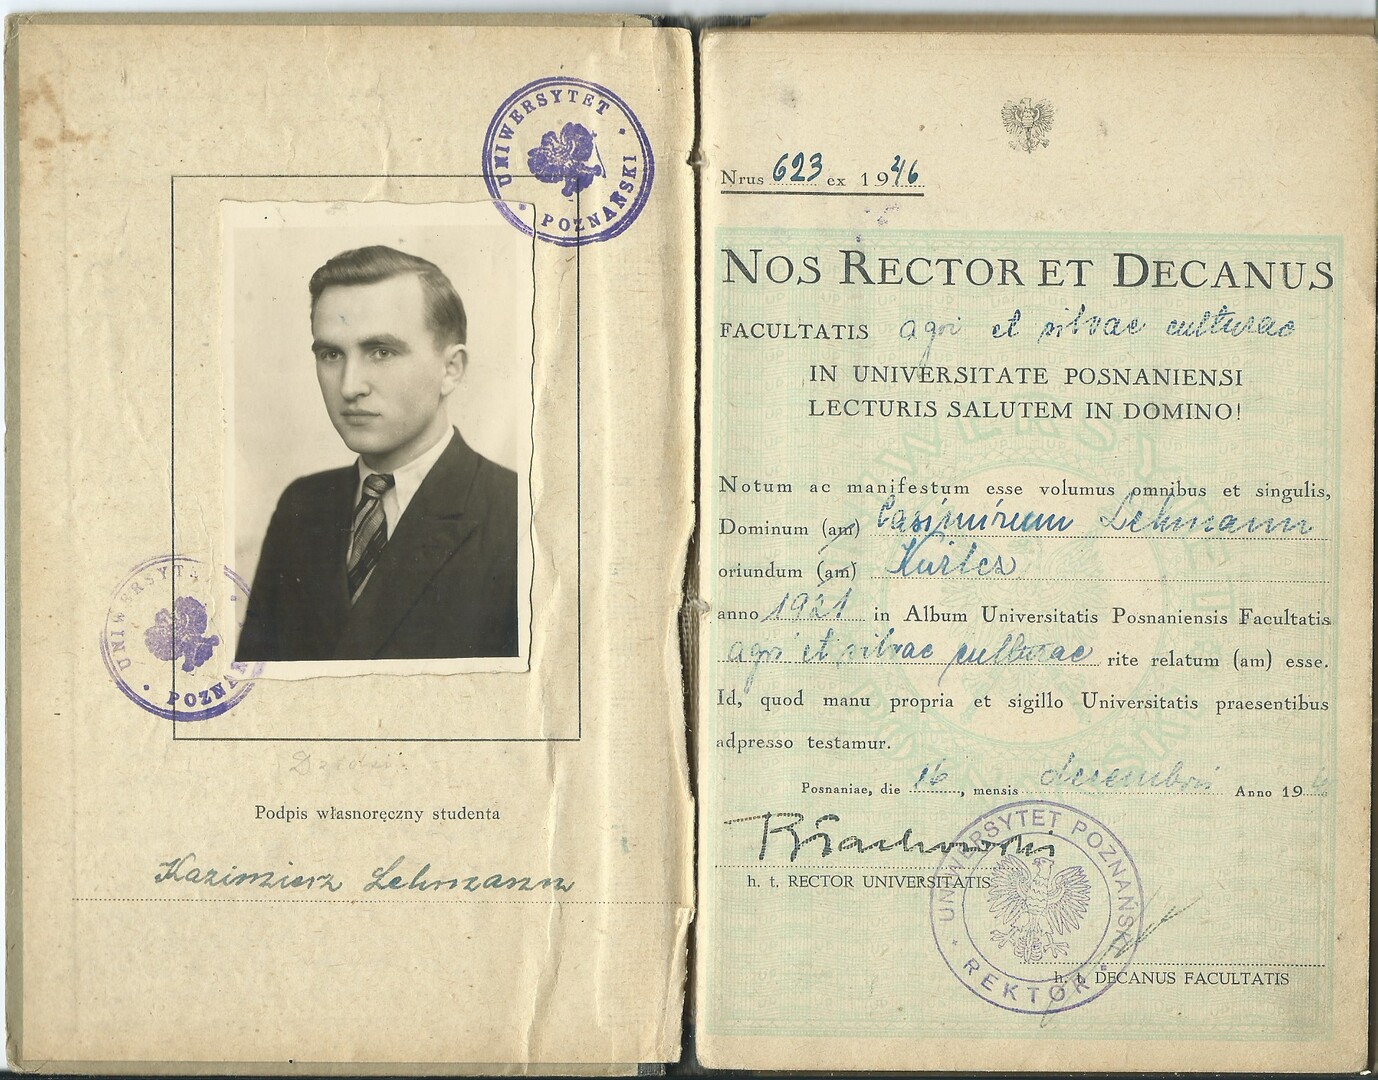 UNIWERSYTET
POZNAŃSKI
UNIWERSYT
POZNA
Podpis własnoręczny studenta
Kazimierz Lehmann
Nrus 623 ex 1946
NOS RECTOR ET DECANUS
FACULTATIS agri et silvae culturae
IN UNIVERSITATE POSNANIENSI
LECTURIS SALUTEM IN DOMINO!
Notum ac manifestum esse volumus omnibus et singulis,
Dominum (am) Casimirum Lehmann
oriundum (am)
anno 1921 in Album Universitatis Posnaniensis Facultatis
agri et silvae culturae rite relatum (am) esse.
Id, quod manu propria et sigillo Universitatis praesentibus
adpresso testamur.
Posnaniae, die 16, mensis decembris Anno 194
h. t. RECTOR UNIVERSITATIS
UNIWERSYTET POZNAŃSKI
REKTOR
h. t. DECANUS FACULTATIS